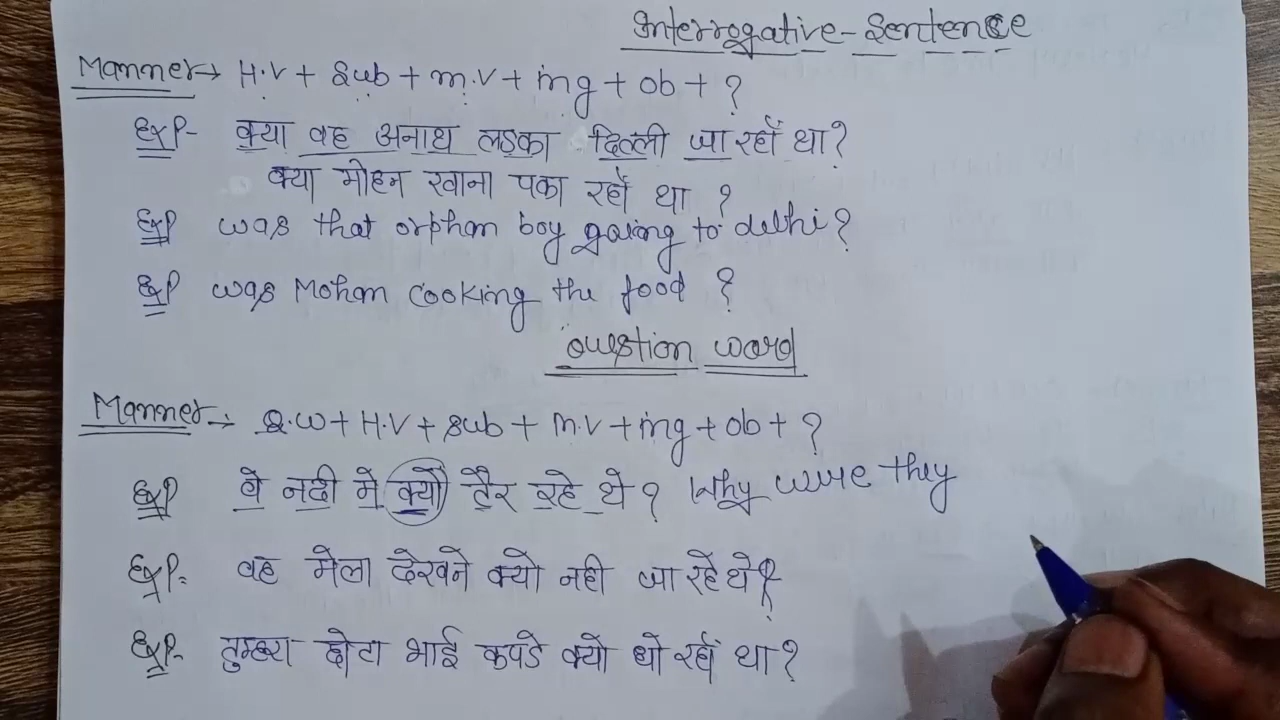 Interrogative-Sentence
Manner→ H.V + Sub + m.V + ing + ob + ?
Exp- क्या वह अनाथ लड़का दिल्ली जा रहाँ था?
क्या मोहन खाना पका रहाँ था ?
Exp was that orphan boy going to delhi?
Exp was Mohan cooking the food ?
Question word
Manner→ Q.W + H.V + Sub + m.V + ing + ob + ?
Exp वे नदी मे क्यों तैर रहे थे? Why were they
Exp- वह मेला देखने क्यो नही जा रहे थे?
Exp- तुम्हरा छोटा भाई कपडे क्यो धो रहाँ था?